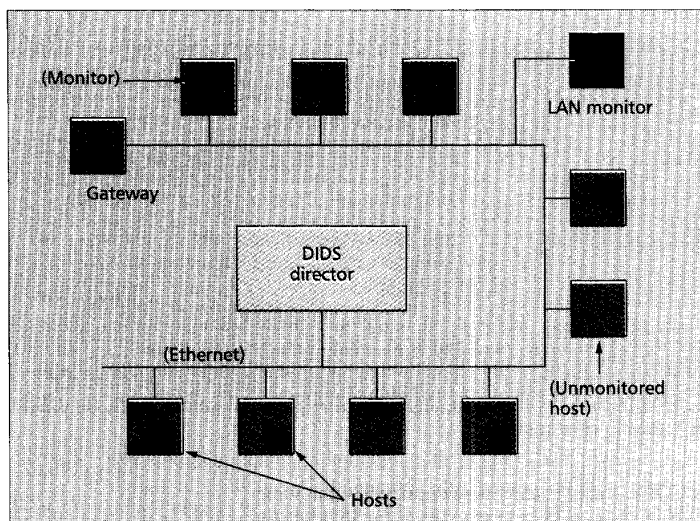 (Monitor)
LAN monitor
Gateway
DIDS
director
(Ethernet)
(Unmonitored
host)
Hosts